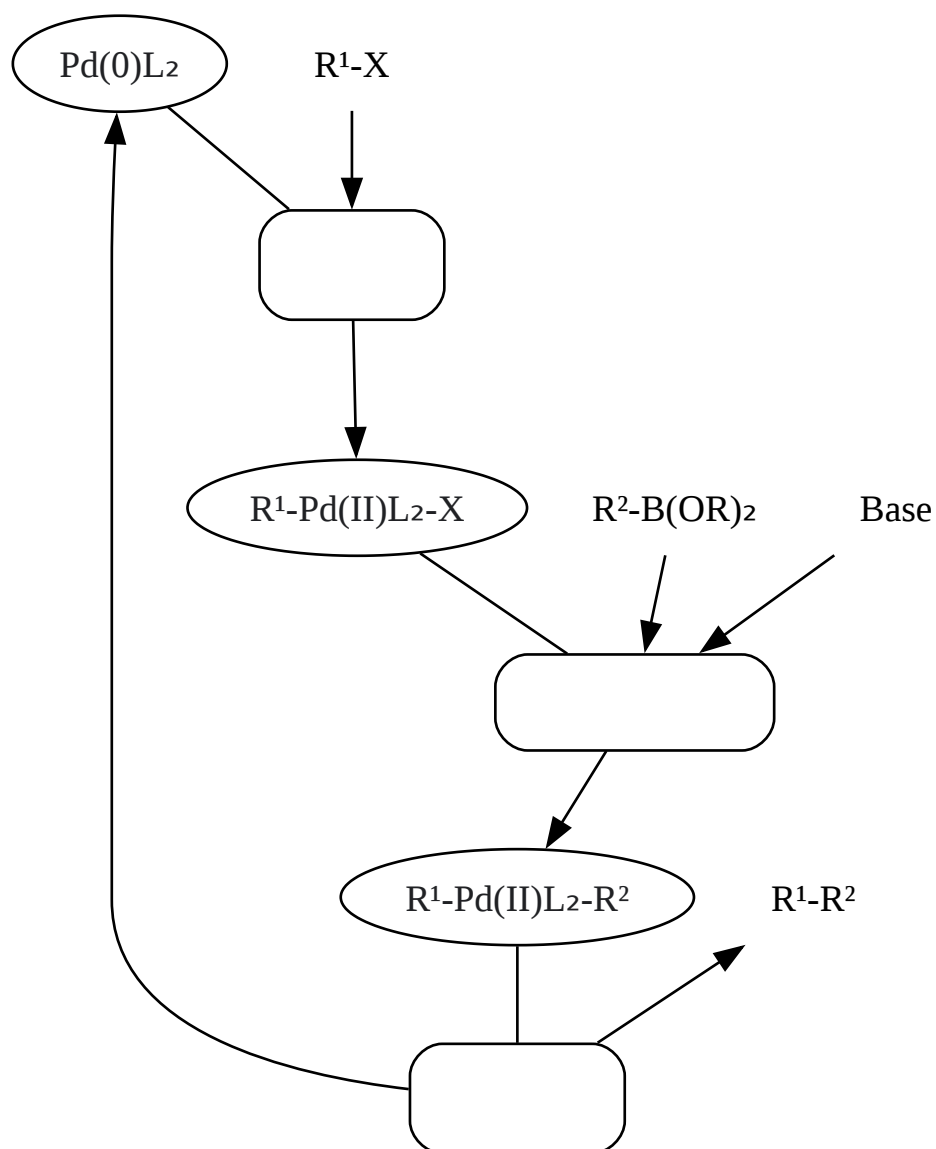 Pd(0)L₂
R¹-X
R¹-Pd(II)L₂-X
R²-B(OR)₂
Base
R¹-Pd(II)L₂-R²
R¹-R²